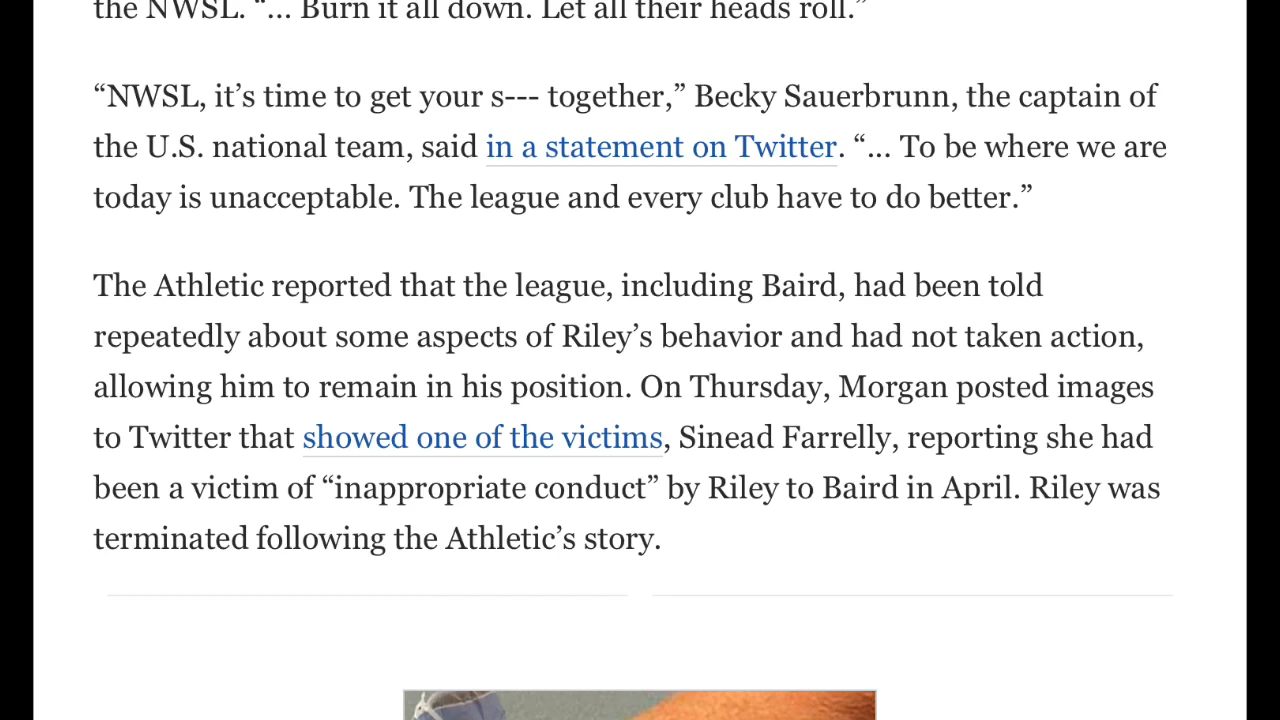 the NWSL. “... Burn it all down. Let all their heads roll.”
“NWSL, it’s time to get your s--- together,” Becky Sauerbrunn, the captain of
the U.S. national team, said in a statement on Twitter. “... To be where we are
today is unacceptable. The league and every club have to do better.”
The Athletic reported that the league, including Baird, had been told
repeatedly about some aspects of Riley’s behavior and had not taken action,
allowing him to remain in his position. On Thursday, Morgan posted images
to Twitter that showed one of the victims, Sinead Farrelly, reporting she had
been a victim of “inappropriate conduct” by Riley to Baird in April. Riley was
terminated following the Athletic’s story.